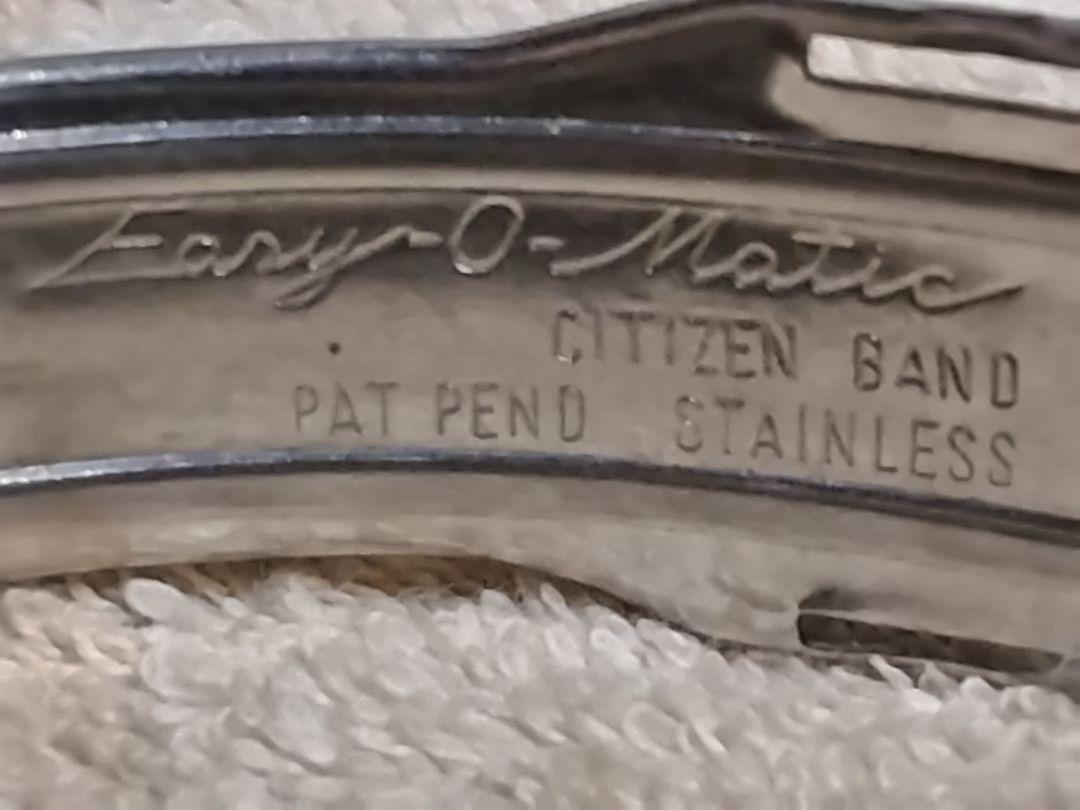 Easy-O-Matic
CITIZEN BAND
PAT PEND STAINLESS